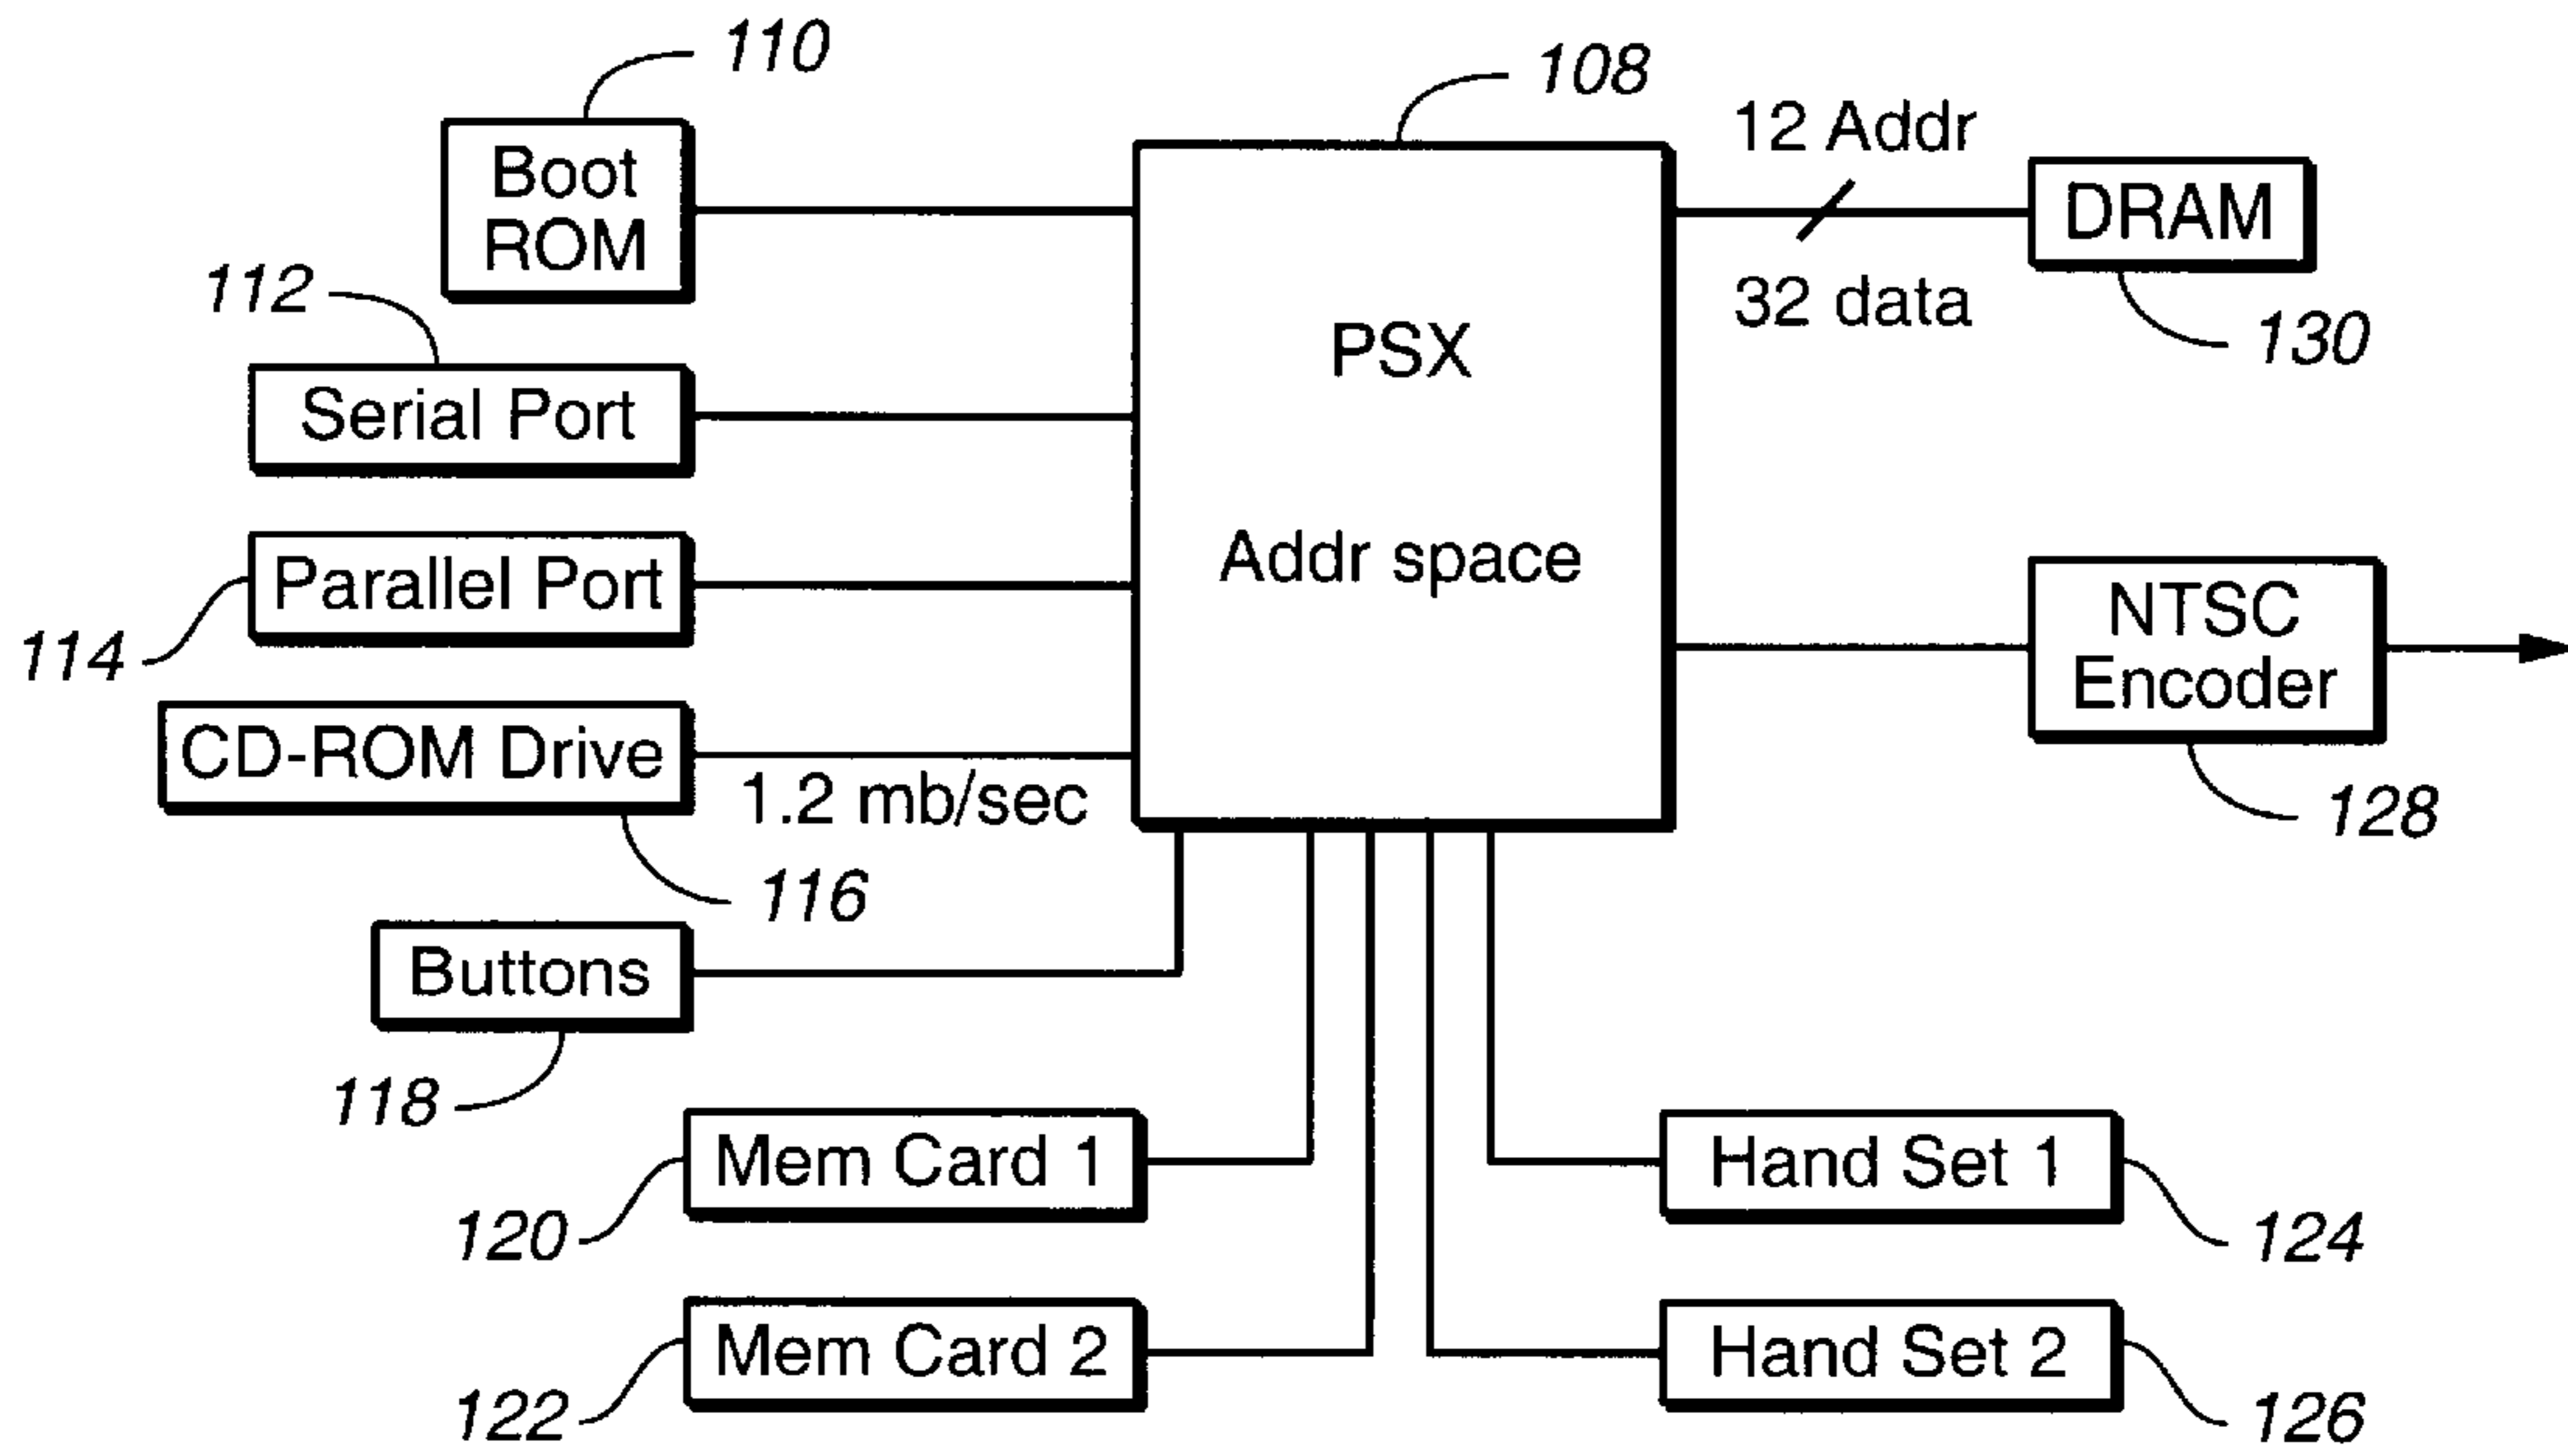 110
108
12 Addr
Boot
ROM
DRAM
112
32 data
130
PSX
Serial Port
Addr space
Parallel Port
NTSC
Encoder
114
CD-ROM Drive
1.2 mb/sec
128
116
Buttons
118
Mem Card 1
Hand Set 1
120
124
Mem Card 2
Hand Set 2
122
126